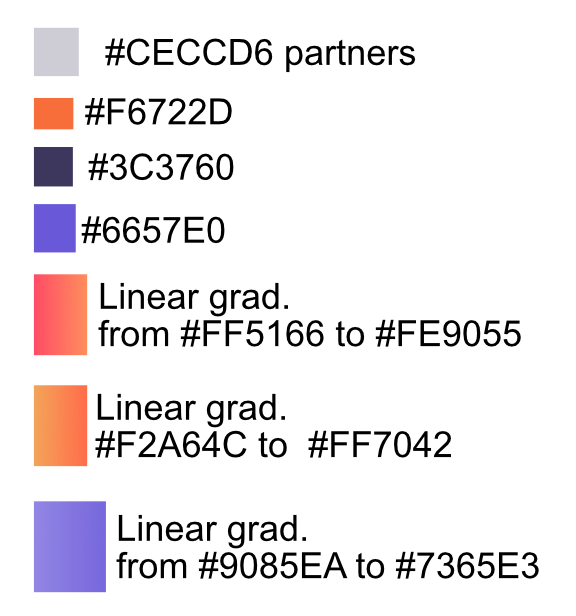 #CECCD6 partners
#F6722D
#3C3760
#6657E0
Linear grad.
from #FF5166 to #FE9055
Linear grad.
#F2A64C to  #FF7042
Linear grad.
from #9085EA to #7365E3